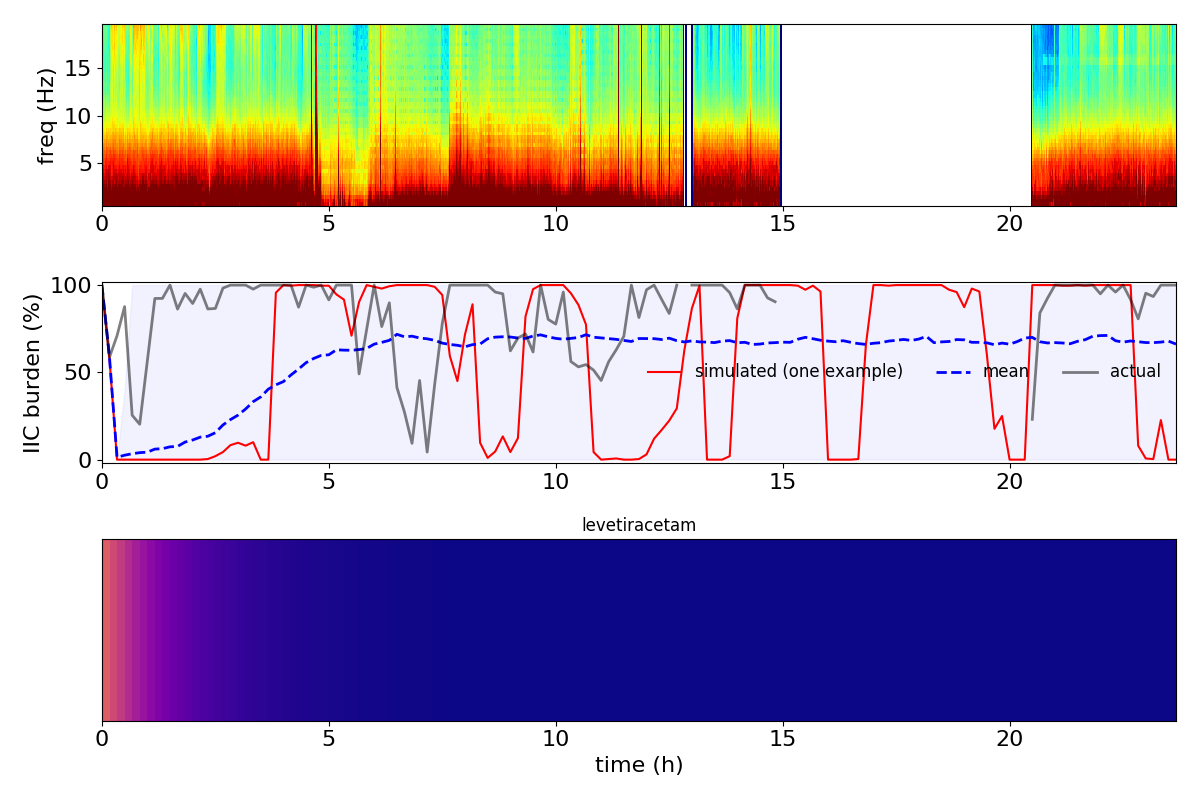 freq (Hz)
15
10
5
0 5 10 15 20
IIC burden (%)
100
50
0
simulated (one example) mean actual
0 5 10 15 20
levetiracetam
0 5 10 15 20
time (h)